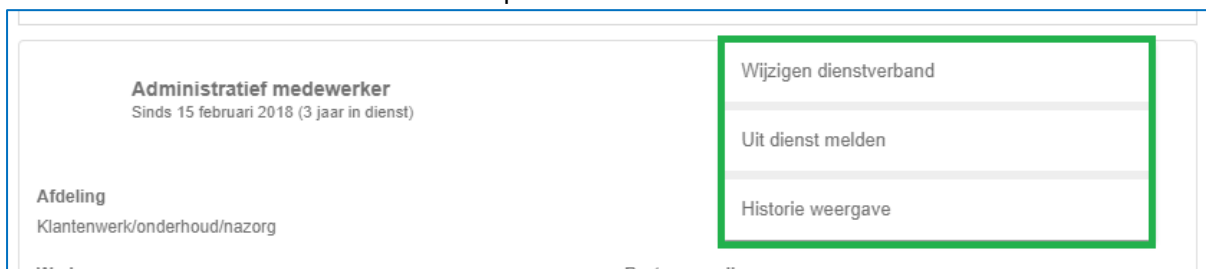 Administratief medewerker
Sinds 15 februari 2018 (3 jaar in dienst)
Afdeling
Klantenwerk/onderhoud/nazorg
Wijzigen dienstverband
Uit dienst melden
Historie weergave